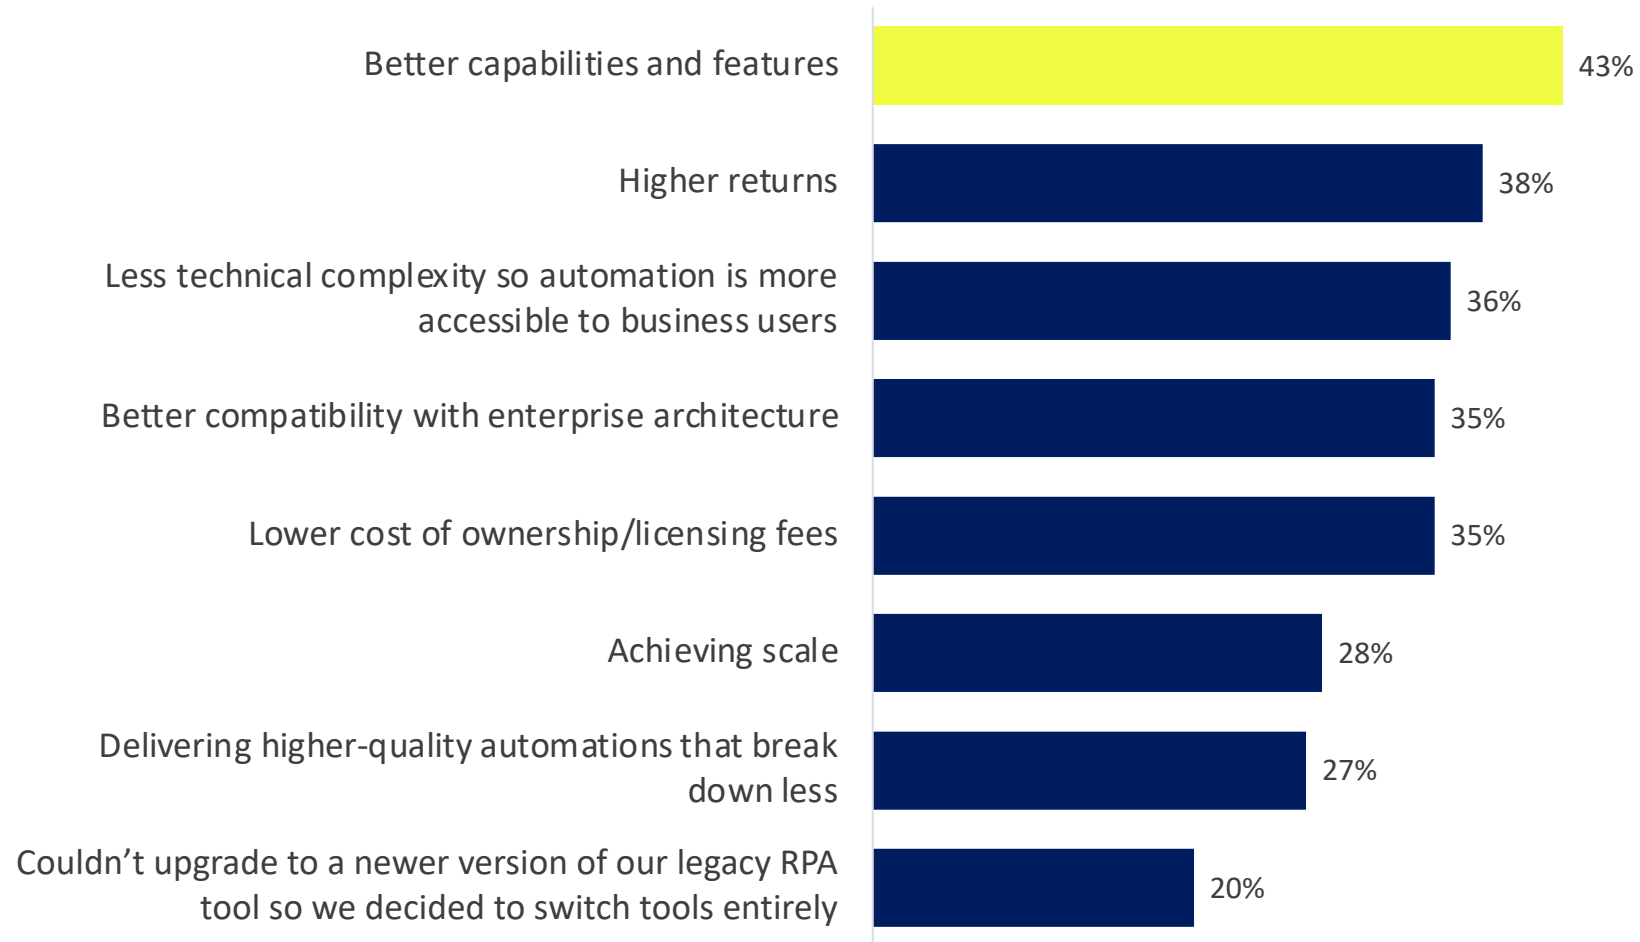 Better capabilities and features
43%
Higher returns
38%
Less technical complexity so automation is more
accessible to business users
36%
Better compatibility with enterprise architecture
35%
Lower cost of ownership/licensing fees
35%
Achieving scale
28%
Delivering higher-quality automations that break
down less
27%
Couldn’t upgrade to a newer version of our legacy RPA
tool so we decided to switch tools entirely
20%